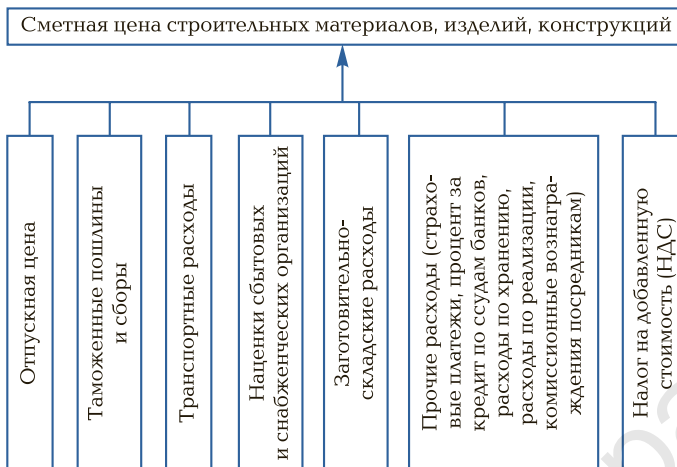 Сметная цена строительных материалов, изделий, конструкций
Отпускная цена
Таможенные пошлины
и сборы
Транспортные расходы
Наценки сбытовых
и снабженческих организаций
Заготовительно-
складские расходы
Прочие расходы (страхо-
вые платежи, процент за
кредит по ссудам банков,
расходы по хранению,
расходы по реализации,
комиссионные вознагра-
ждения посредникам)
Налог на добавленную
стоимость (НДС)